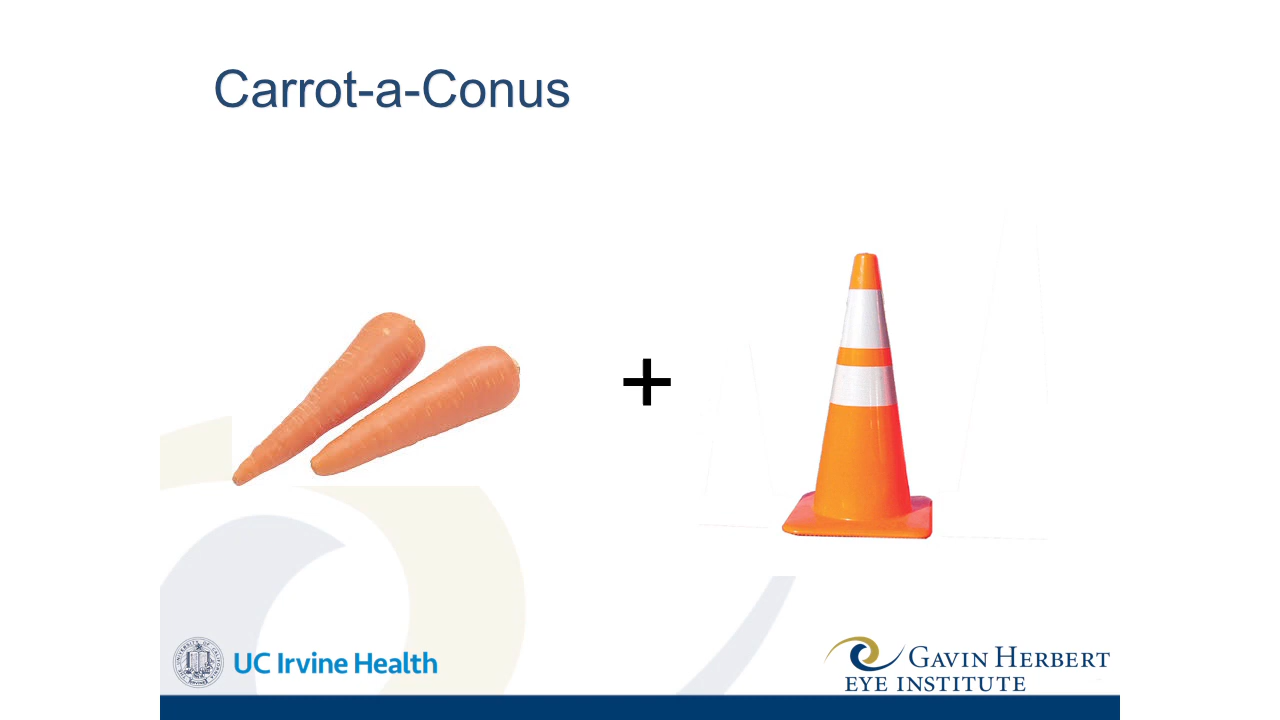 Carrot-a-Conus
+
UC Irvine Health
GAVIN HERBERT
EYE INSTITUTE